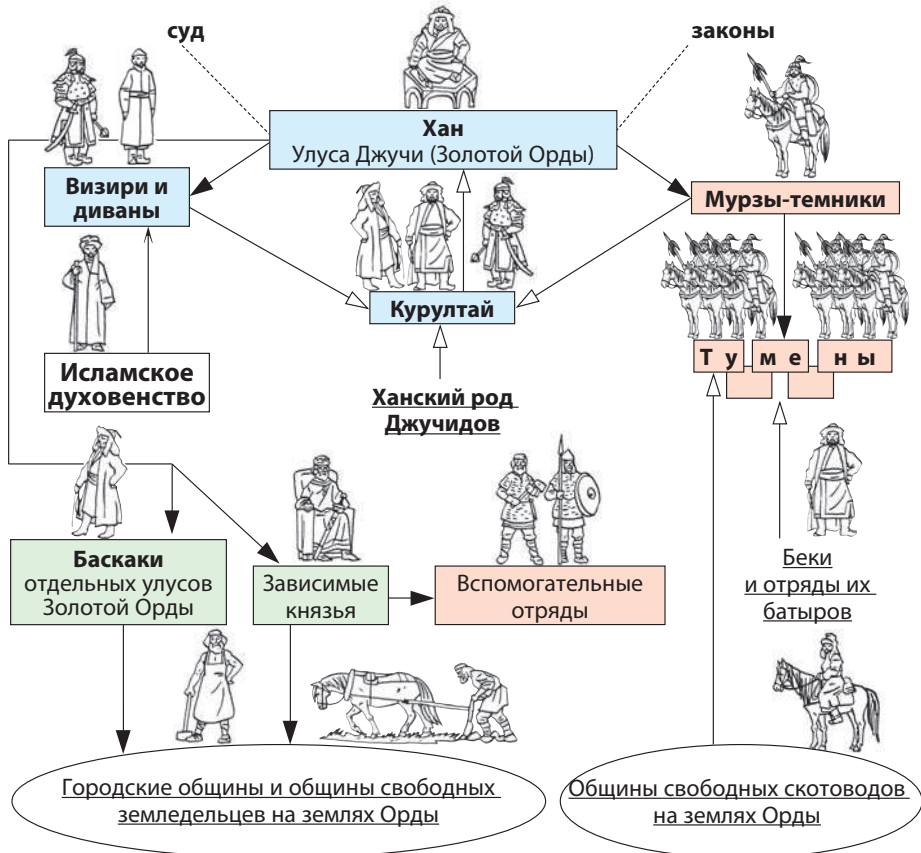 суд
законы
Хан
Улуса Джучи (Золотой Орды)
Визири и
диваны
Мурзы-темники
Курултай
Т у м е н ы
Исламское
духовенство
Ханский род
Джучидов
Баскаки
отдельных улусов
Золотой Орды
Зависимые
князья
Вспомогательные
отряды
Беки
и отряды их
батыров
Городские общины и общины свободных
земледельцев на землях Орды
Общины свободных скотоводов
на землях Орды